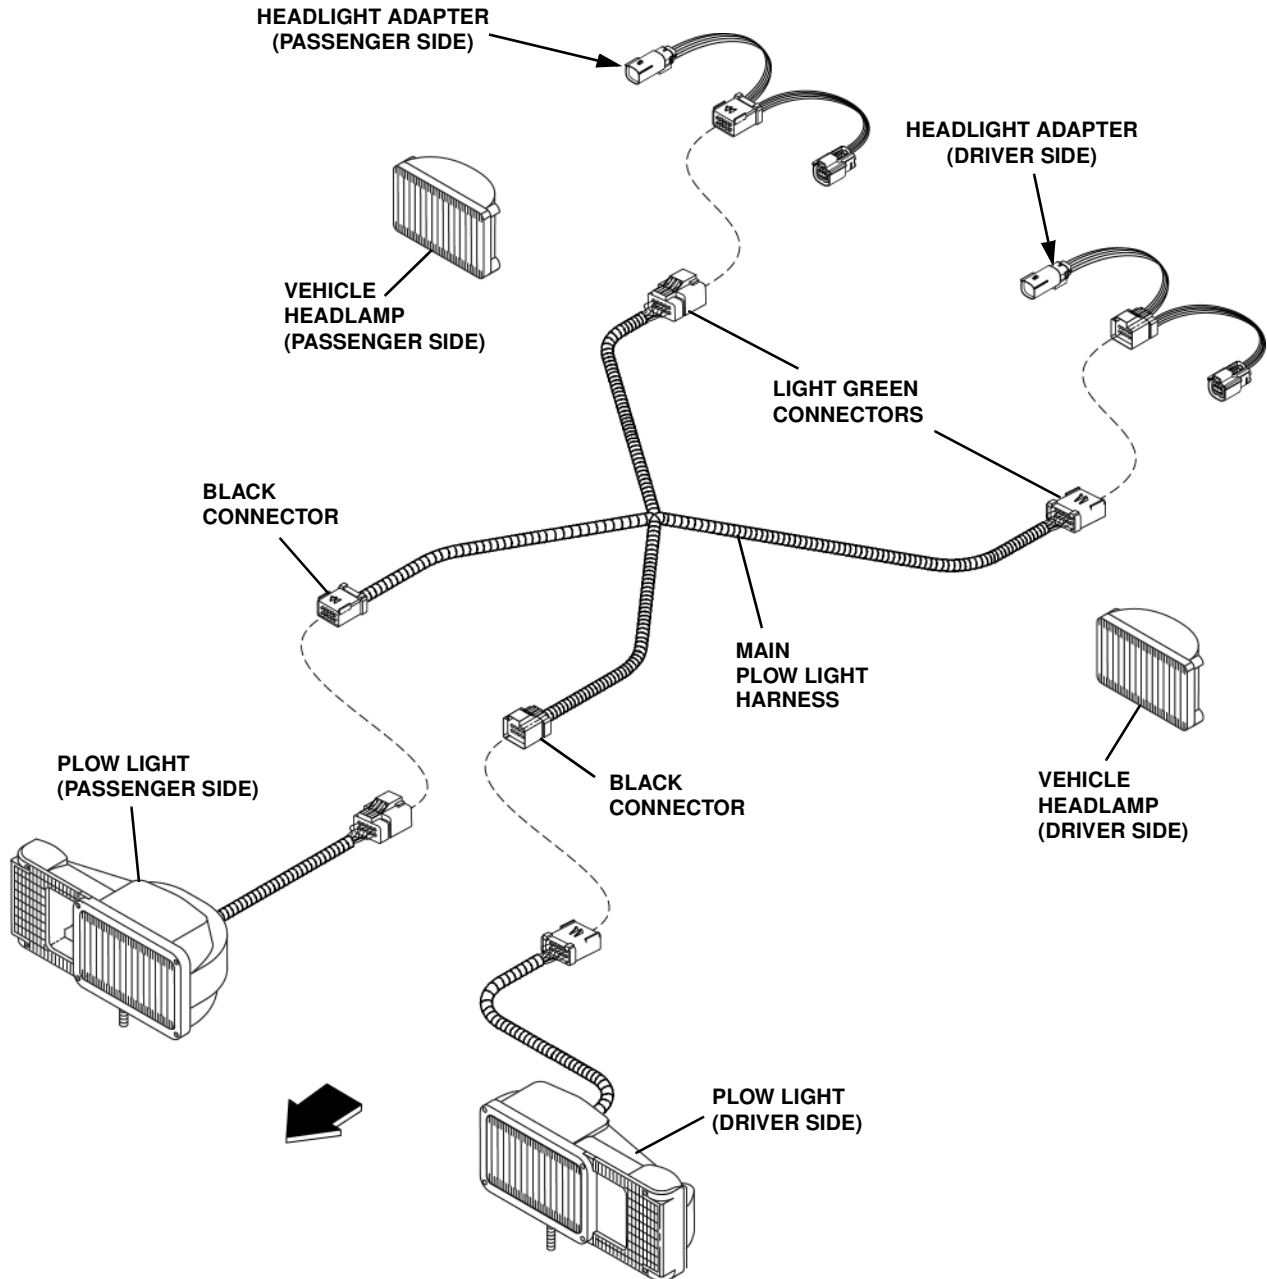 HEADLIGHT ADAPTER
(PASSENGER SIDE)
HEADLIGHT ADAPTER
(DRIVER SIDE)
VEHICLE
HEADLAMP
(PASSENGER SIDE)
LIGHT GREEN
CONNECTORS
BLACK
CONNECTOR
MAIN
PLOW LIGHT
HARNESS
PLOW LIGHT
(PASSENGER SIDE)
BLACK
CONNECTOR
VEHICLE
HEADLAMP
(DRIVER SIDE)
PLOW LIGHT
(DRIVER SIDE)